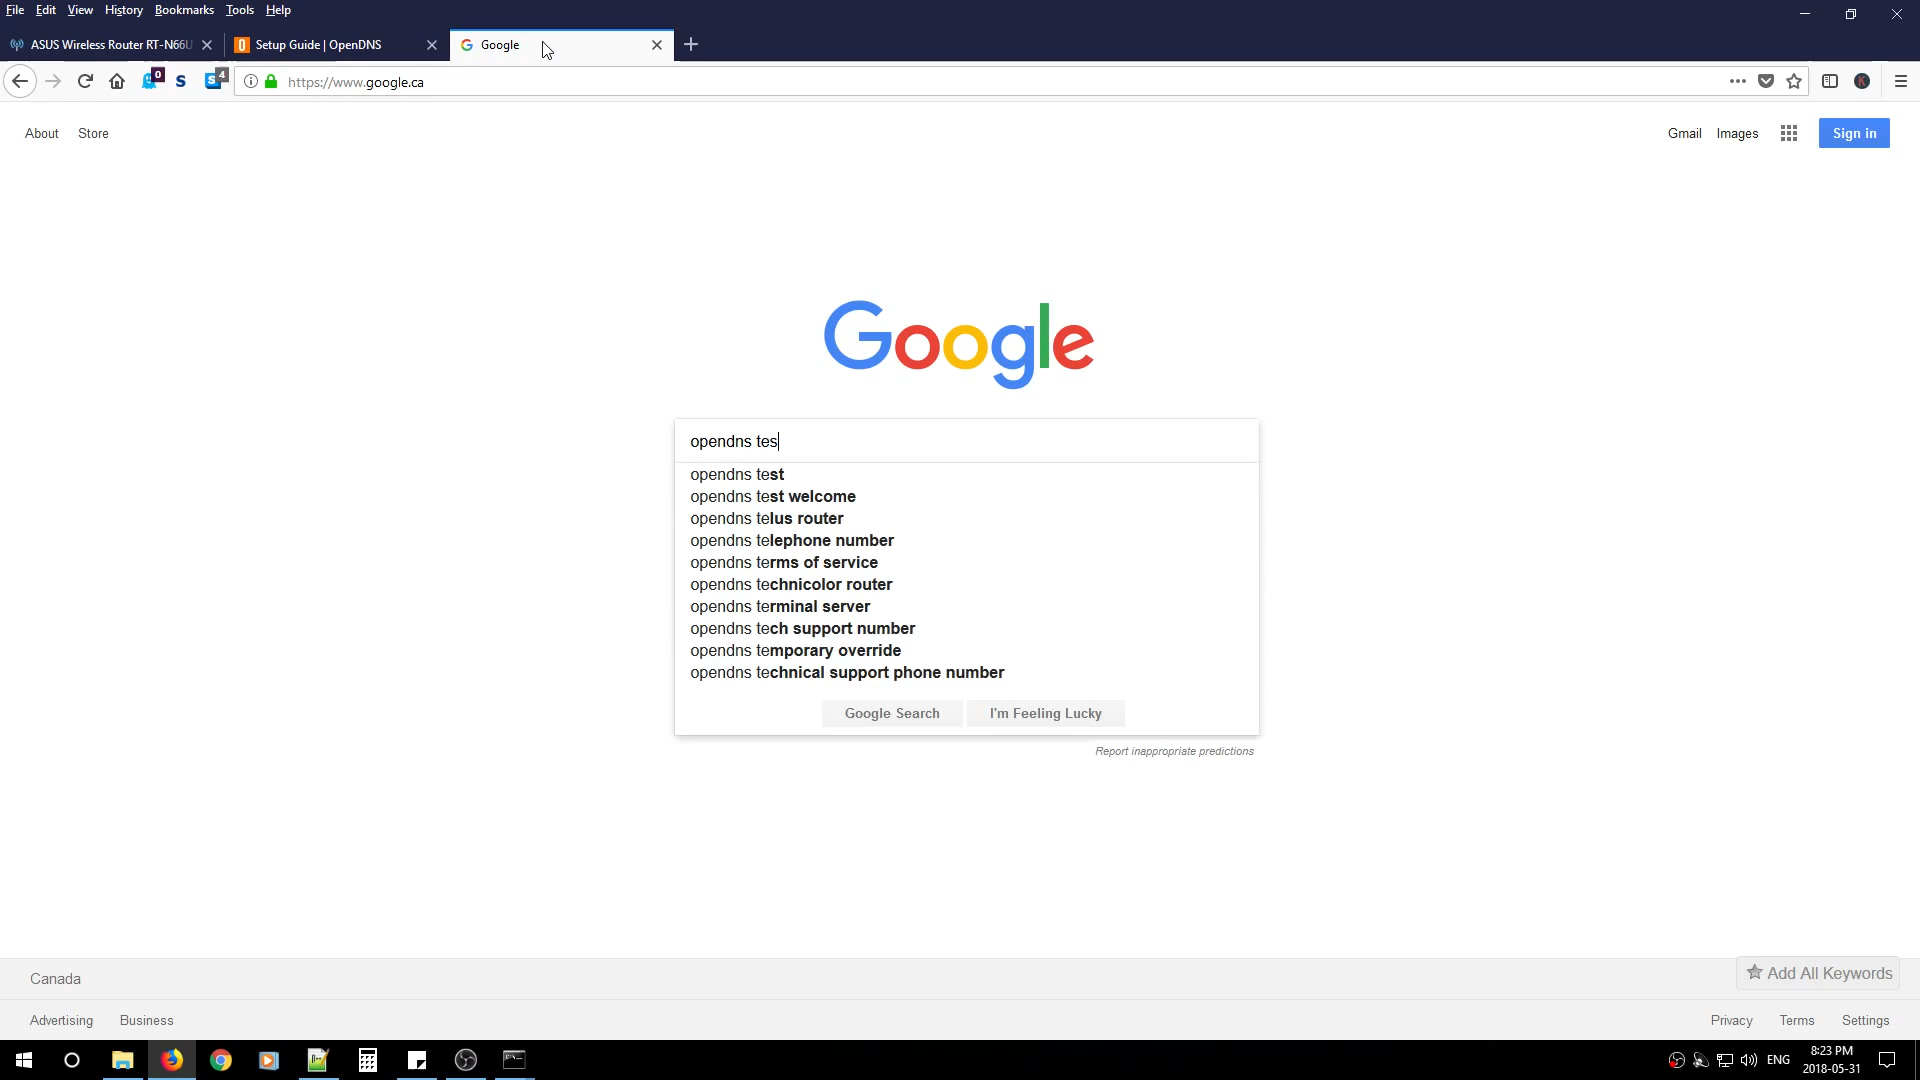 File Edit View History Bookmarks Tools Help
ASUS Wireless Router RT-N66U
Setup Guide | OpenDNS
Google
0
S
S
4
https://www.google.ca
K
About Store
Gmail Images
Sign in
Google
opendns tes
opendns test
opendns test welcome
opendns telus router
opendns telephone number
opendns terms of service
opendns technicolor router
opendns terminal server
opendns tech support number
opendns temporary override
opendns technical support phone number
Google Search I'm Feeling Lucky
Report inappropriate predictions
Canada
Add All Keywords
Advertising Business
Privacy Terms Settings
ENG
8:23 PM
2018-05-31